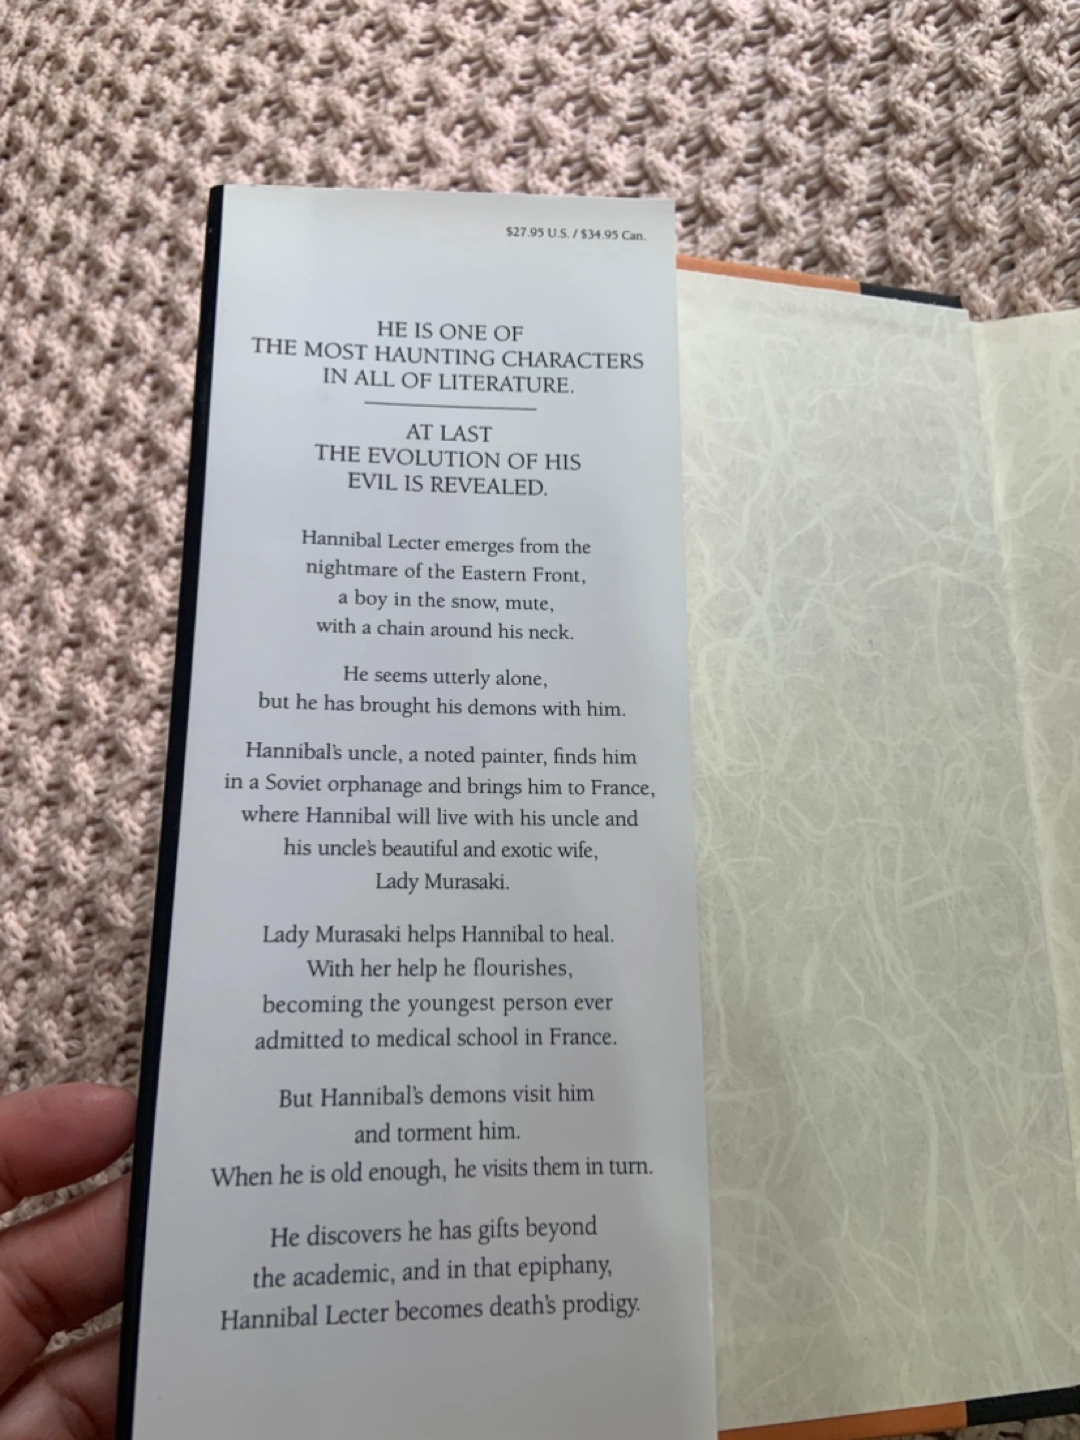 $27.95 U.S. / $34.95 Can.
HE IS ONE OF
THE MOST HAUNTING CHARACTERS
IN ALL OF LITERATURE.
AT LAST
THE EVOLUTION OF HIS
EVIL IS REVEALED.
Hannibal Lecter emerges from the
nightmare of the Eastern Front,
a boy in the snow, mute,
with a chain around his neck.
He seems utterly alone,
but he has brought his demons with him.
Hannibal's uncle, a noted painter, finds him
in a Soviet orphanage and brings him to France,
where Hannibal will live with his uncle and
his uncle's beautiful and exotic wife,
Lady Murasaki.
Lady Murasaki helps Hannibal to heal.
With her help he flourishes,
becoming the youngest person ever
admitted to medical school in France.
But Hannibal's demons visit him
and torment him.
When he is old enough, he visits them in turn.
He discovers he has gifts beyond
the academic, and in that epiphany,
Hannibal Lecter becomes death's prodigy.